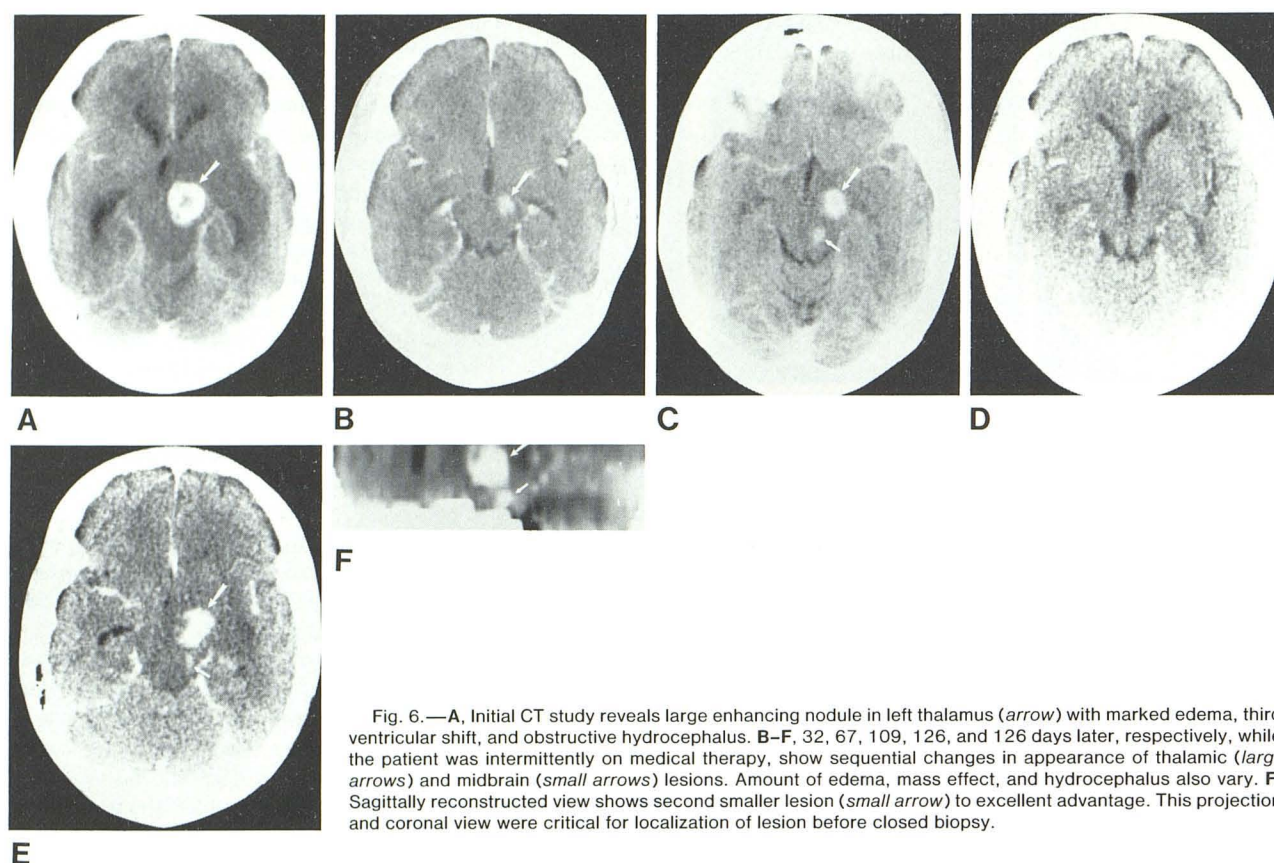 A
B
C
D
E
F
Fig. 6.—A, Initial CT study reveals large enhancing nodule in left thalamus (arrow) with marked edema, third
ventricular shift, and obstructive hydrocephalus. B–F, 32, 67, 109, 126, and 126 days later, respectively, while
the patient was intermittently on medical therapy, show sequential changes in appearance of thalamic (larg
arrows) and midbrain (small arrows) lesions. Amount of edema, mass effect, and hydrocephalus also vary. F
Sagittally reconstructed view shows second smaller lesion (small arrow) to excellent advantage. This projection
and coronal view were critical for localization of lesion before closed biopsy.